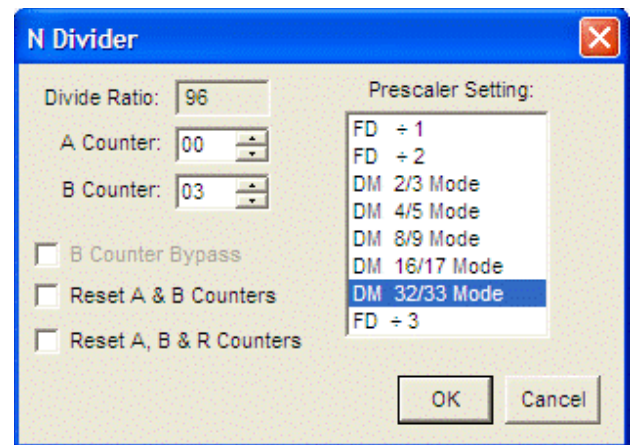 N Divider
Divide Ratio: 96
A Counter: 00
B Counter: 03
B Counter Bypass
Reset A & B Counters
Reset A, B & R Counters
Prescaler Setting:
FD ÷ 1
FD ÷ 2
DM 2/3 Mode
DM 4/5 Mode
DM 8/9 Mode
DM 16/17 Mode
DM 32/33 Mode
FD ÷ 3
OK
Cancel